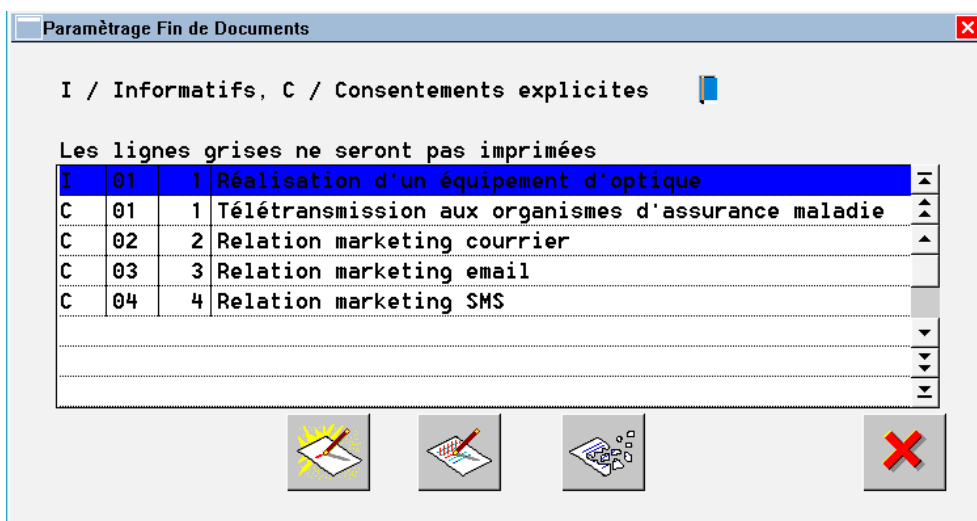 Paramètrage Fin de Documents
I / Informatifs, C / Consentements explicites
Les lignes grises ne seront pas imprimées
I 01 1 Réalisation d'un équipement d'optique
C 01 1 Télétransmission aux organismes d'assurance maladie
C 02 2 Relation marketing courrier
C 03 3 Relation marketing email
C 04 4 Relation marketing SMS